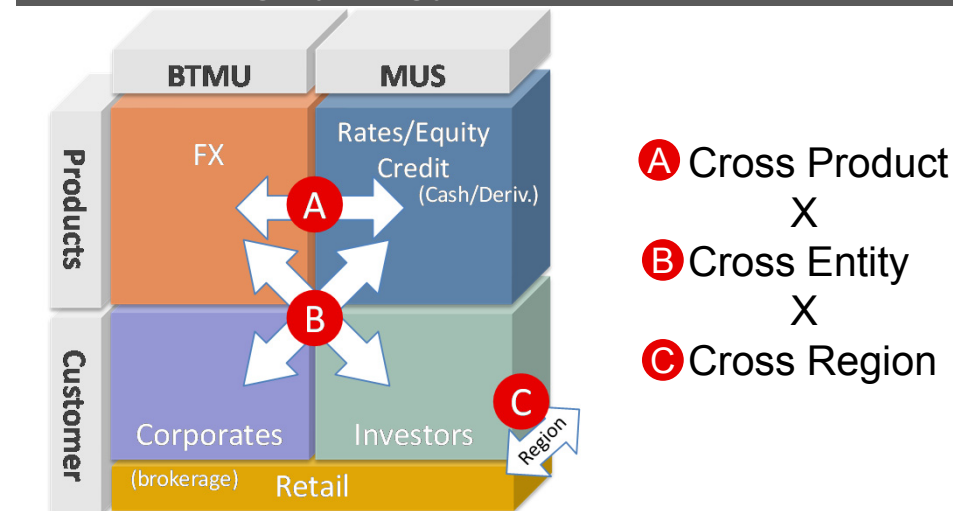 BTMU
MUS
Products
FX
Rates/Equity
Credit
(Cash/Deriv.)
A
B
Customer
Corporates
Investors
C
Region
(brokerage)
Retail
A Cross Product
X
B Cross Entity
X
C Cross Region